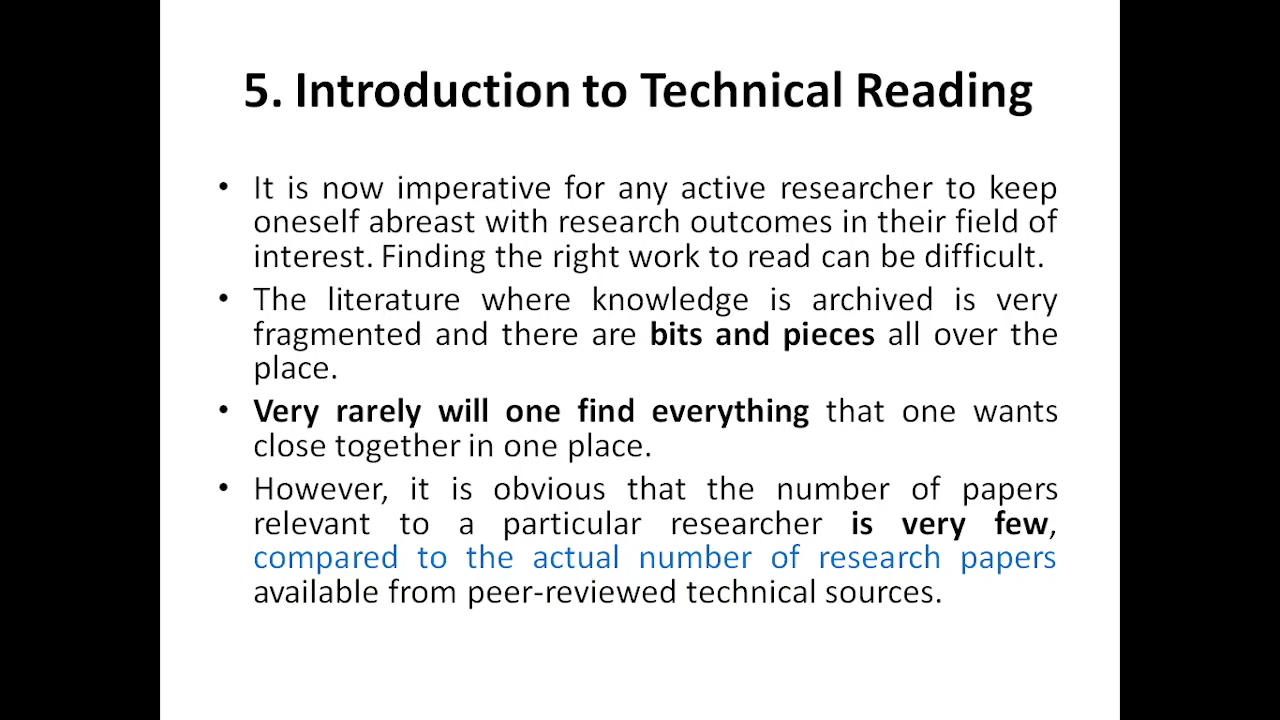 5. Introduction to Technical Reading
• It is now imperative for any active researcher to keep
oneself abreast with research outcomes in their field of
interest. Finding the right work to read can be difficult.
• The literature where knowledge is archived is very
fragmented and there are bits and pieces all over the
place.
• Very rarely will one find everything that one wants
close together in one place.
• However, it is obvious that the number of papers
relevant to a particular researcher is very few,
compared to the actual number of research papers
available from peer-reviewed technical sources.